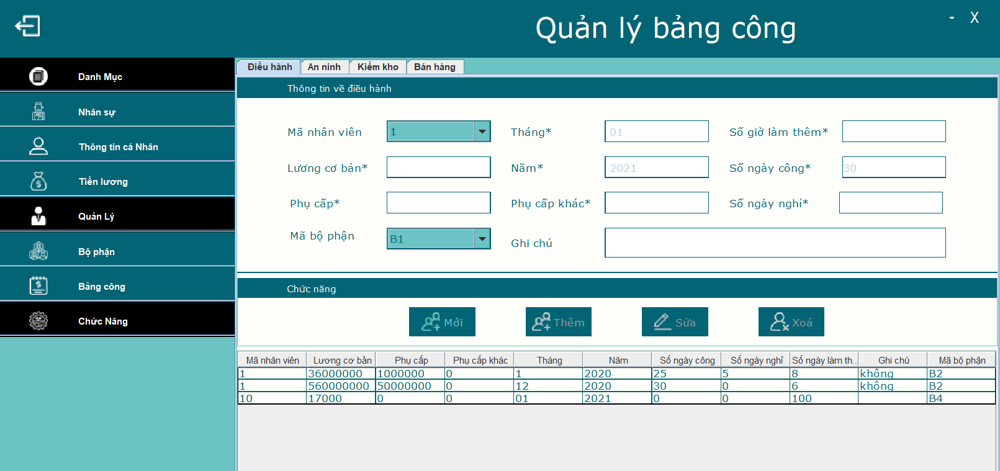 Quản lý bảng công
- X
Danh Mục
Nhân sự
Thông tin cá Nhân
Tiền lương
Quản Lý
Bộ phận
Bảng công
Chức Năng
Điều hành An ninh Kiểm kho Bán hàng
Thông tin về điều hành
Mã nhân viên 1 Tháng* 01 Số giờ làm thêm*
Lương cơ bản* Năm* 2021 Số ngày công* 30
Phụ cấp* Phụ cấp khác* Số ngày nghỉ*
Mã bộ phận B1 Ghi chú
Chức năng
Mới Thêm Sửa Xoá
Mã nhân viên Lương cơ bản Phụ cấp Phụ cấp khác Tháng Năm Số ngày công Số ngày nghỉ Số ngày làm th.. Ghi chú Mã bộ phận
1 36000000 1000000 0 1 2020 25 5 8 không B2
1 560000000 50000000 0 12 2020 30 0 6 không B2
10 17000 0 0 01 2021 0 0 100 B4